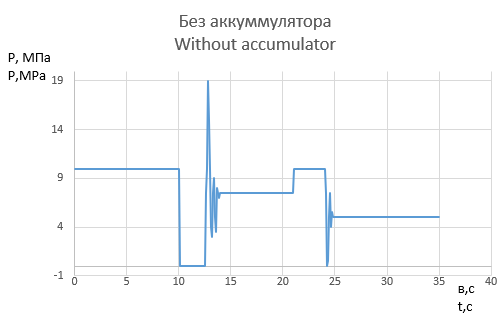 Без аккуммулятора
Without accumulator
P, МПа
P,MPa
19
14
9
4
-1
0 5 10 15 20 25 30 35 40
в,с
t,c